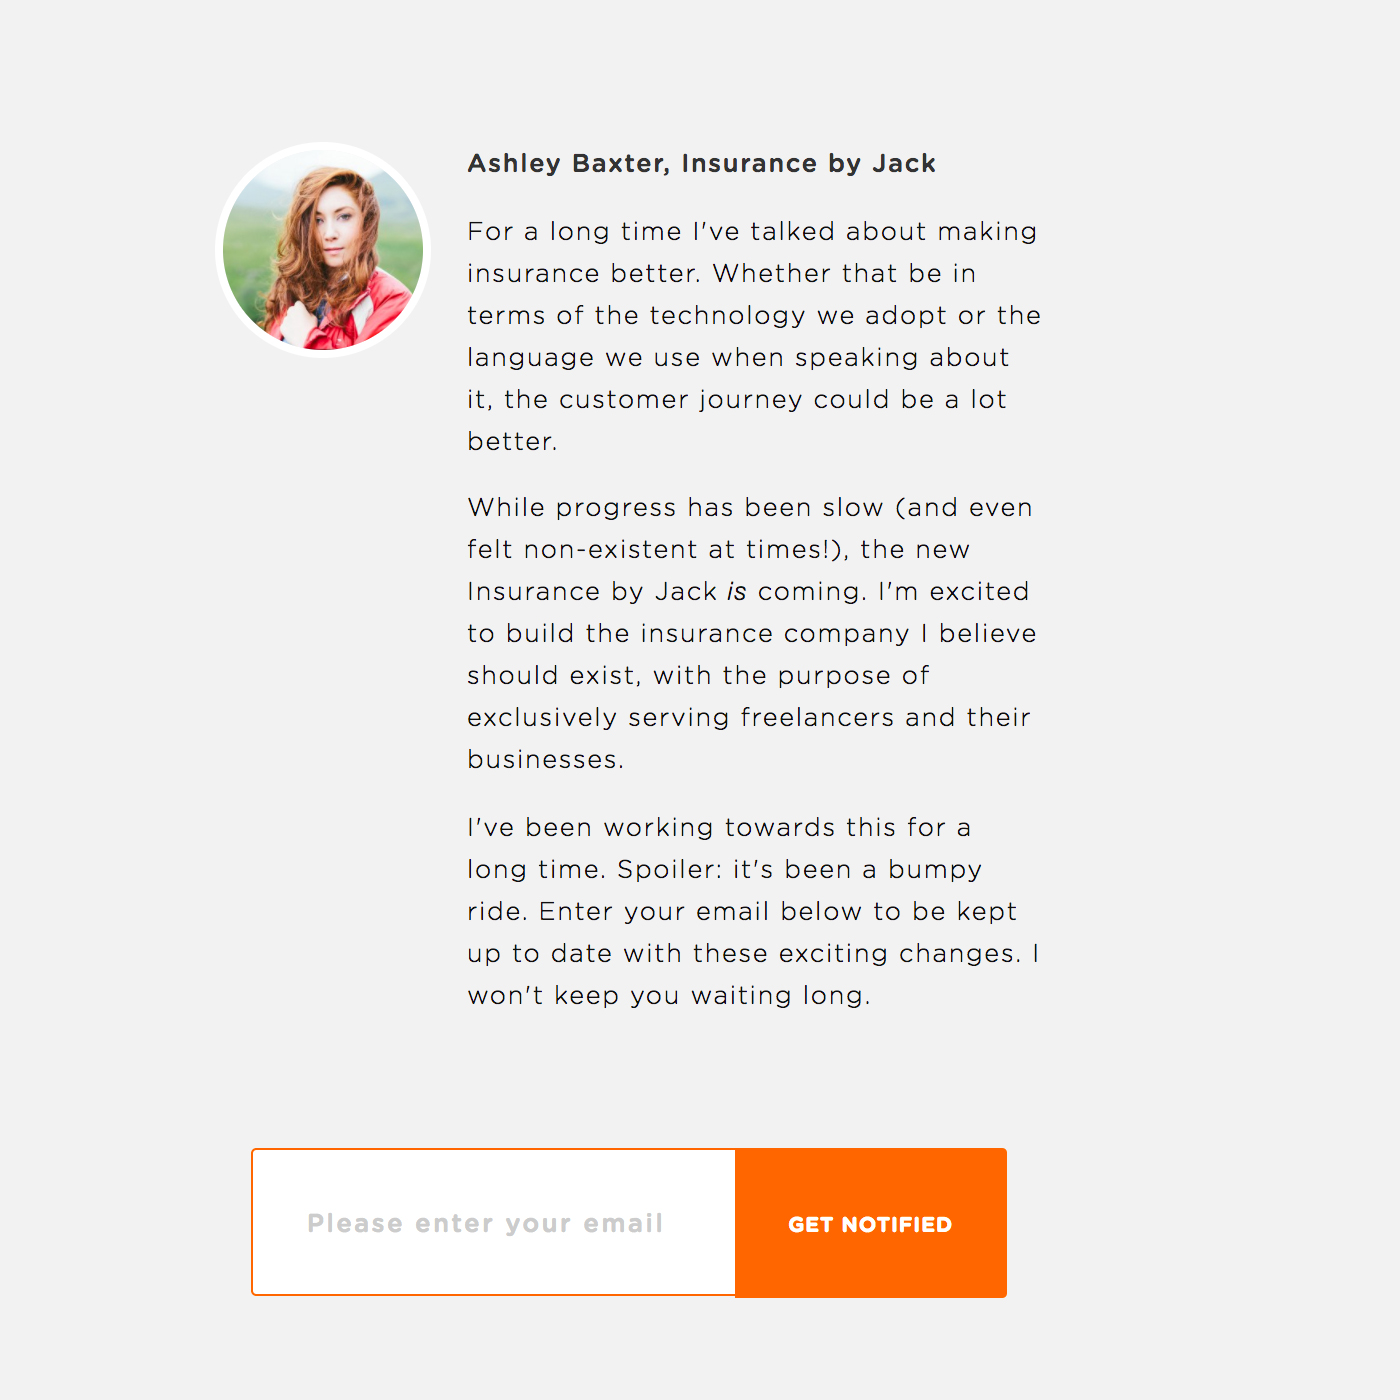 Ashley Baxter, Insurance by Jack
For a long time I've talked about making
insurance better. Whether that be in
terms of the technology we adopt or the
language we use when speaking about
it, the customer journey could be a lot
better.
While progress has been slow (and even
felt non-existent at times!), the new
Insurance by Jack is coming. I'm excited
to build the insurance company I believe
should exist, with the purpose of
exclusively serving freelancers and their
businesses.
I've been working towards this for a
long time. Spoiler: it's been a bumpy
ride. Enter your email below to be kept
up to date with these exciting changes. I
won't keep you waiting long.
Please enter your email
GET NOTIFIED